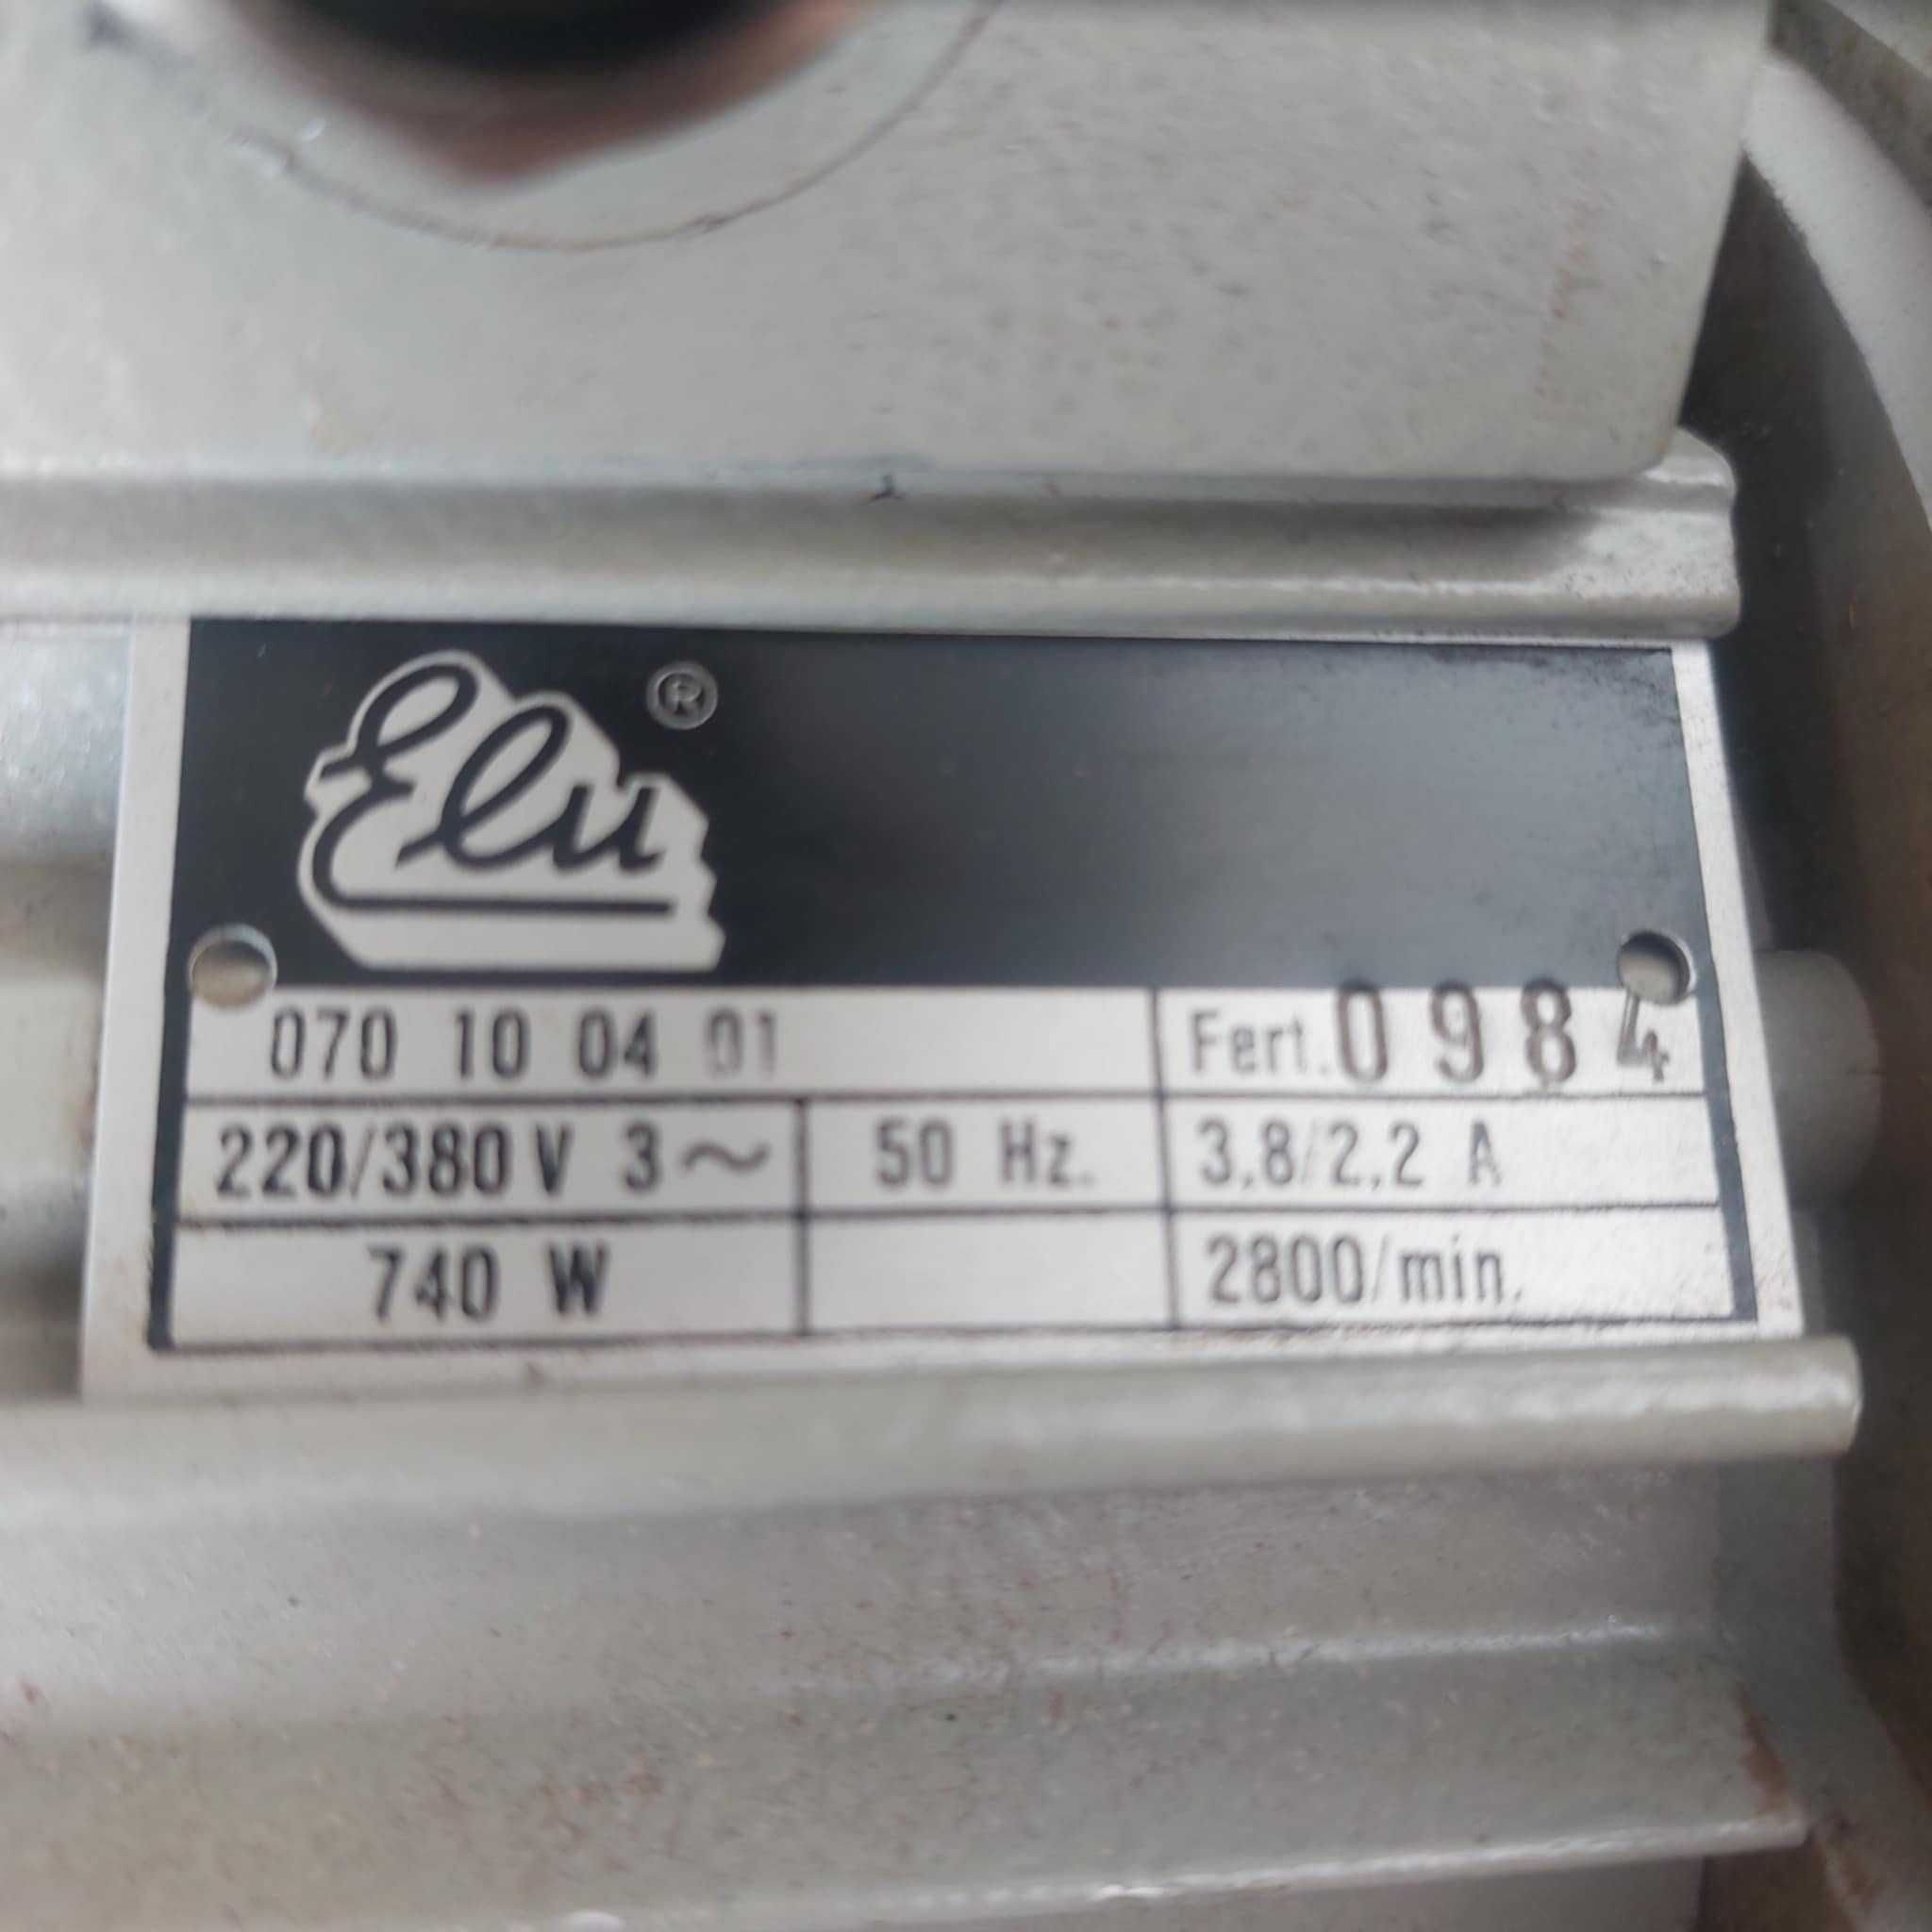 Elu ®
070 10 04 01 Fert. 0984
220/380 V 3~ 50 Hz. 3,8/2,2 A
740 W 2800/min.